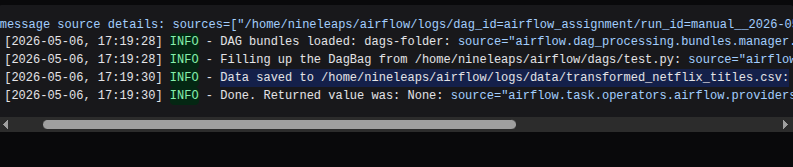 message source details: sources=["/home/nineleaps/airflow/logs/dag_id=airflow_assignment/run_id=manual__2026-05
[2026-05-06, 17:19:28] INFO - DAG bundles loaded: dags-folder: source="airflow.dag_processing.bundles.manager.
[2026-05-06, 17:19:28] INFO - Filling up the DagBag from /home/nineleaps/airflow/dags/test.py: source="airflow
[2026-05-06, 17:19:30] INFO - Data saved to /home/nineleaps/airflow/logs/data/transformed_netflix_titles.csv:
[2026-05-06, 17:19:30] INFO - Done. Returned value was: None: source="airflow.task.operators.airflow.providers